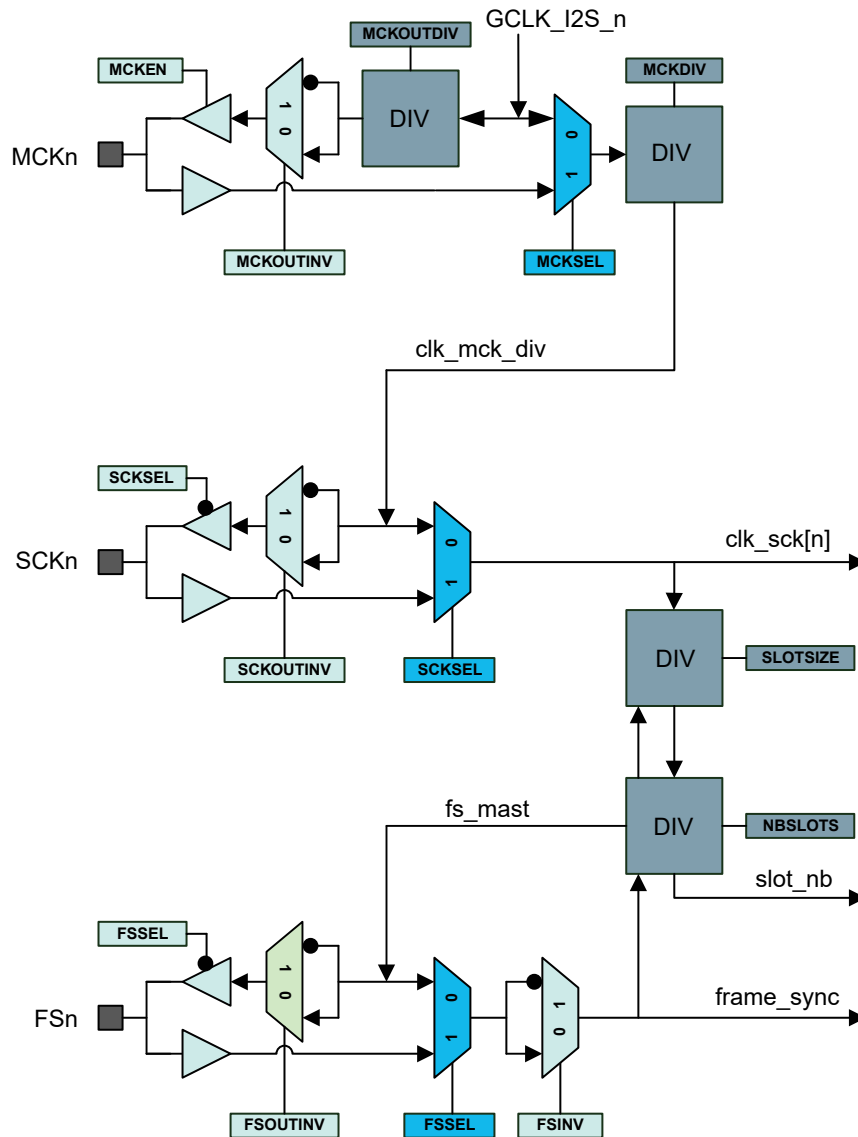 GCLK_I2S_n
MCKOUTDIV
MCKEN
MCKDIV
1
0
DIV
0
1
DIV
MCKn
MCKOUTINV
MCKSEL
clk_mck_div
SCKSEL
1
0
0
1
SCKn
clk_sck[n]
DIV
SLOTSIZE
SCKOUTINV
SCKSEL
fs_mast
DIV
NBSLOTS
slot_nb
FSSEL
1
0
0
1
1
0
FSn
frame_sync
FSOUTINV
FSSEL
FSINV